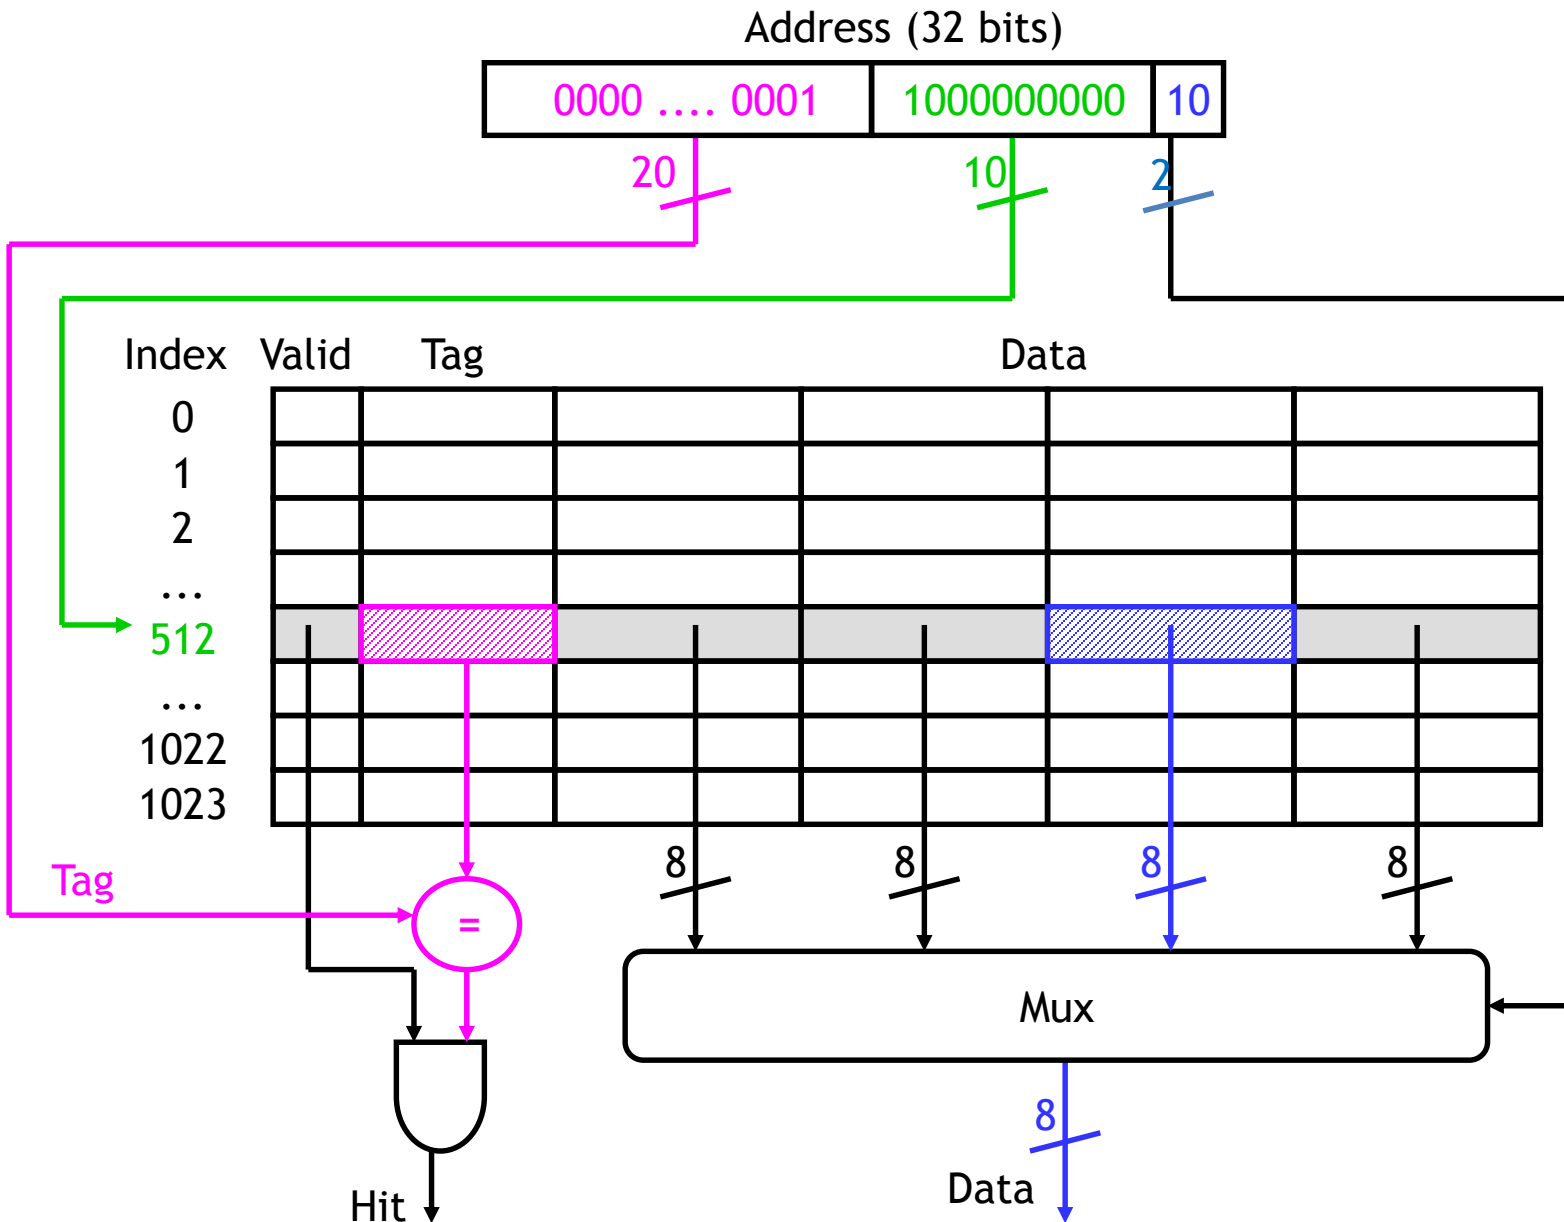 Address (32 bits)
0000 .... 0001 1000000000 10
20 10 2
Index Valid Tag Data
0
1
2
...
512
...
1022
1023
8 8 8 8
Tag
=
Mux
8
Data
Hit